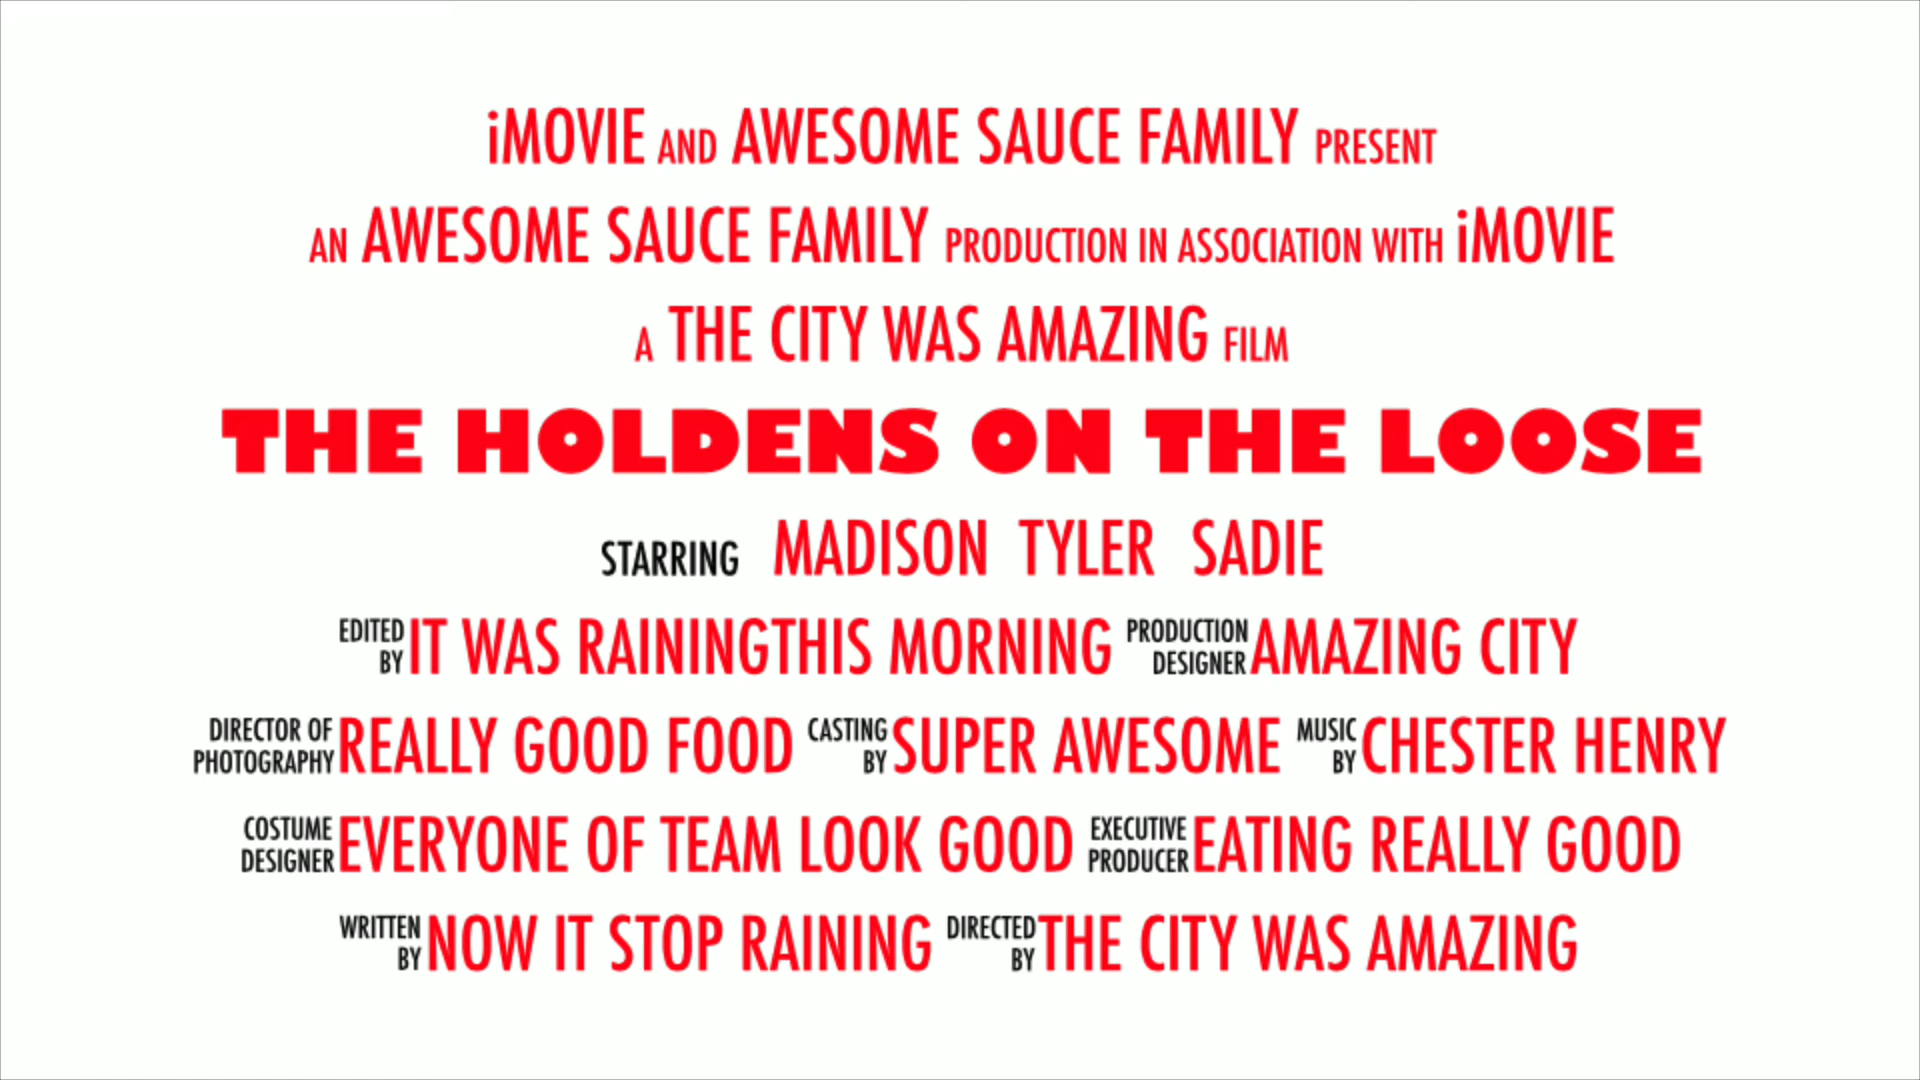 iMOVIE AND AWESOME SAUCE FAMILY PRESENT
AN AWESOME SAUCE FAMILY PRODUCTION IN ASSOCIATION WITH iMOVIE
A THE CITY WAS AMAZING FILM
THE HOLDENS ON THE LOOSE
STARRING MADISON TYLER SADIE
EDITED BY IT WAS RAININGTHIS MORNING PRODUCTION DESIGNER AMAZING CITY
DIRECTOR OF PHOTOGRAPHY REALLY GOOD FOOD CASTING BY SUPER AWESOME MUSIC BY CHESTER HENRY
COSTUME DESIGNER EVERYONE OF TEAM LOOK GOOD EXECUTIVE PRODUCER EATING REALLY GOOD
WRITTEN BY NOW IT STOP RAINING DIRECTED BY THE CITY WAS AMAZING